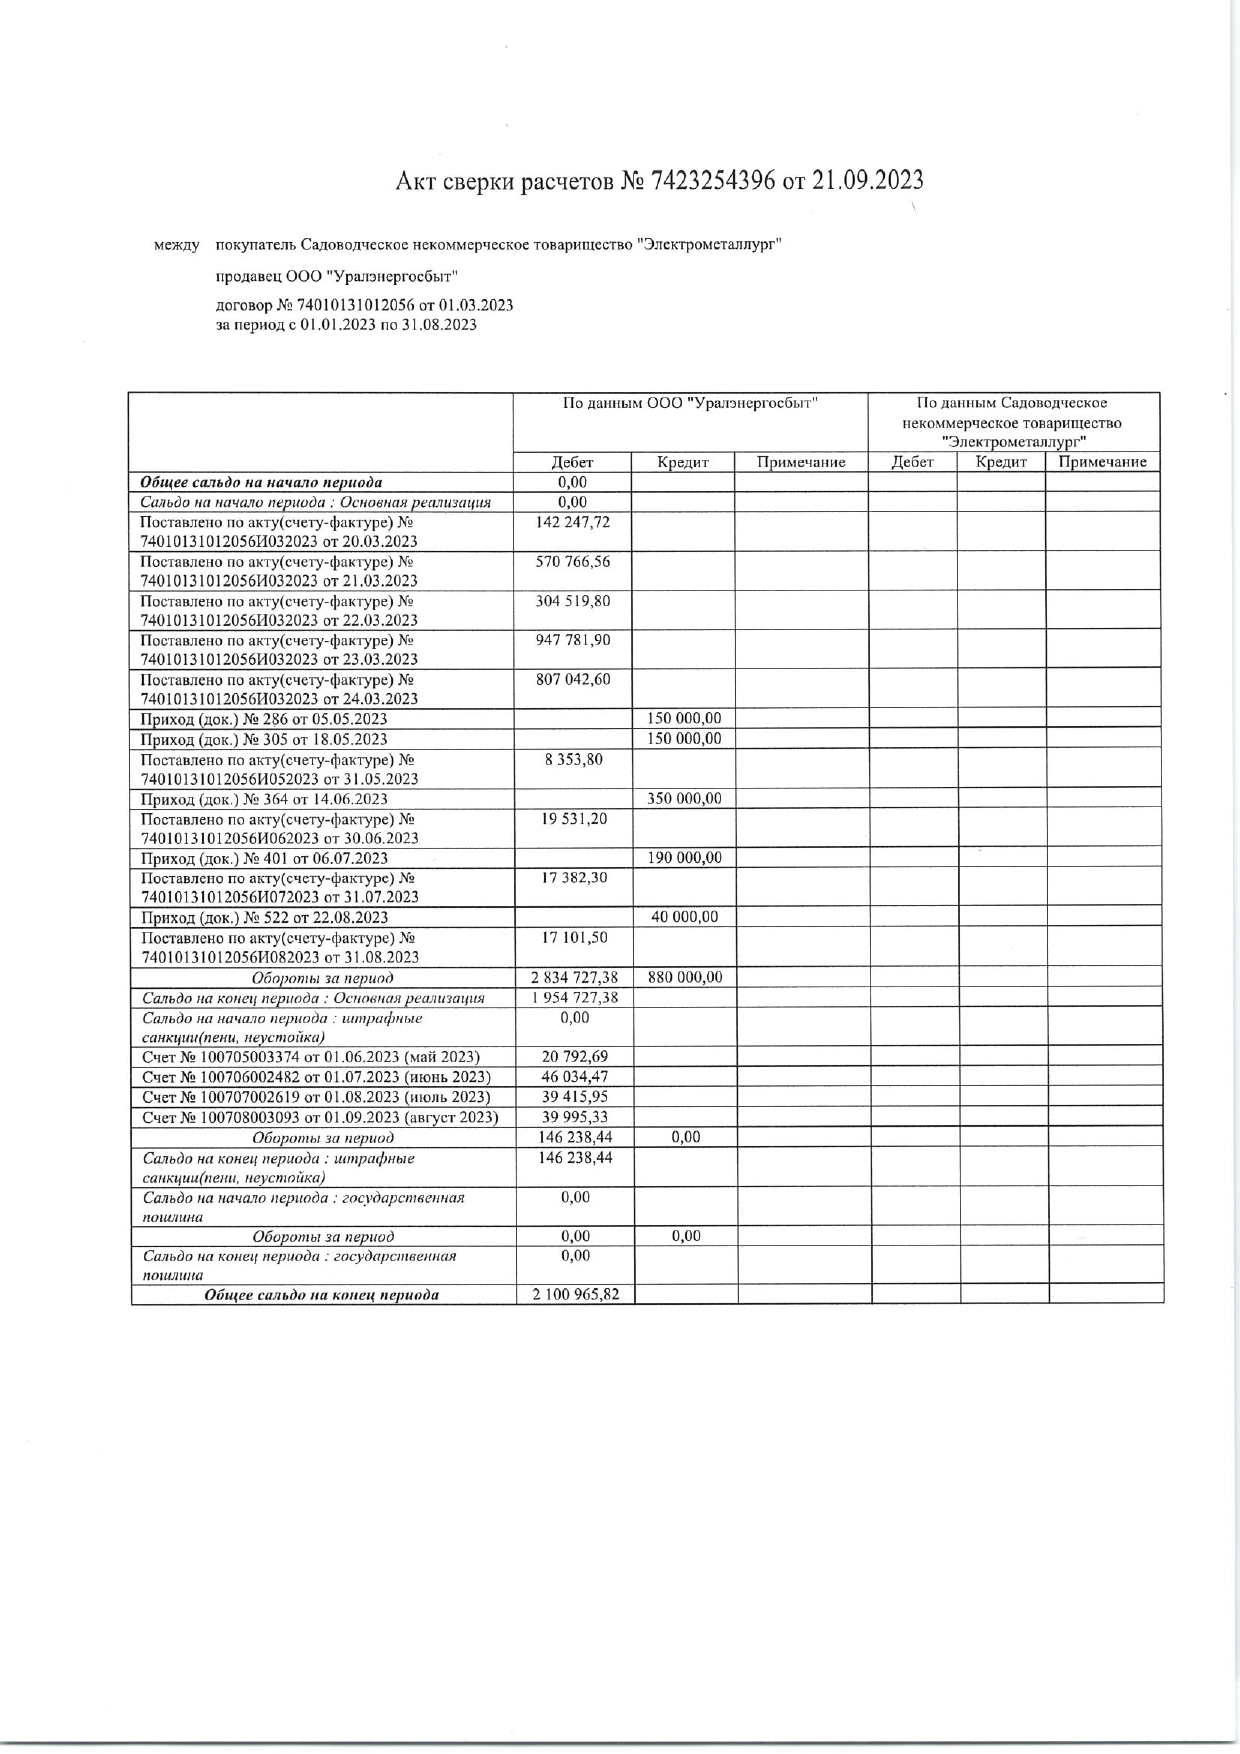 Акт сверки расчетов № 7423254396 от 21.09.2023
между покупатель Садоводческое некоммерческое товарищество "Электрометаллург"
продавец ООО "Уралэнергосбыт"
договор № 74010131012056 от 01.03.2023
за период с 01.01.2023 по 31.08.2023
По данным ООО "Уралэнергосбыт" По данным Садоводческое
некоммерческое товарищество
"Электрометаллург"
Дебет Кредит Примечание Дебет Кредит Примечание
Общее сальдо на начало периода 0,00
Сальдо на начало периода : Основная реализация 0,00
Поставлено по акту(счету-фактуре) № 142 247,72
74010131012056И032023 от 20.03.2023
Поставлено по акту(счету-фактуре) № 570 766,56
74010131012056И032023 от 21.03.2023
Поставлено по акту(счету-фактуре) № 304 519,80
74010131012056И032023 от 22.03.2023
Поставлено по акту(счету-фактуре) № 947 781,90
74010131012056И032023 от 23.03.2023
Поставлено по акту(счету-фактуре) № 807 042,60
74010131012056И032023 от 24.03.2023
Приход (док.) № 286 от 05.05.2023 150 000,00
Приход (док.) № 305 от 18.05.2023 150 000,00
Поставлено по акту(счету-фактуре) № 8 353,80
74010131012056И052023 от 31.05.2023
Приход (док.) № 364 от 14.06.2023 350 000,00
Поставлено по акту(счету-фактуре) № 19 531,20
74010131012056И062023 от 30.06.2023
Приход (док.) № 401 от 06.07.2023 190 000,00
Поставлено по акту(счету-фактуре) № 17 382,30
74010131012056И072023 от 31.07.2023
Приход (док.) № 522 от 22.08.2023 40 000,00
Поставлено по акту(счету-фактуре) № 17 101,50
74010131012056И082023 от 31.08.2023
Обороты за период 2 834 727,38 880 000,00
Сальдо на конец периода : Основная реализация 1 954 727,38
Сальдо на начало периода : штрафные 0,00
санкции(пени, неустойка)
Счет № 100705003374 от 01.06.2023 (май 2023) 20 792,69
Счет № 100706002482 от 01.07.2023 (июнь 2023) 46 034,47
Счет № 100707002619 от 01.08.2023 (июль 2023) 39 415,95
Счет № 100708003093 от 01.09.2023 (август 2023) 39 995,33
Обороты за период 146 238,44 0,00
Сальдо на конец периода : штрафные 146 238,44
санкции(пени, неустойка)
Сальдо на начало периода : государственная 0,00
пошлина
Обороты за период 0,00 0,00
Сальдо на конец периода : государственная 0,00
пошлина
Общее сальдо на конец периода 2 100 965,82